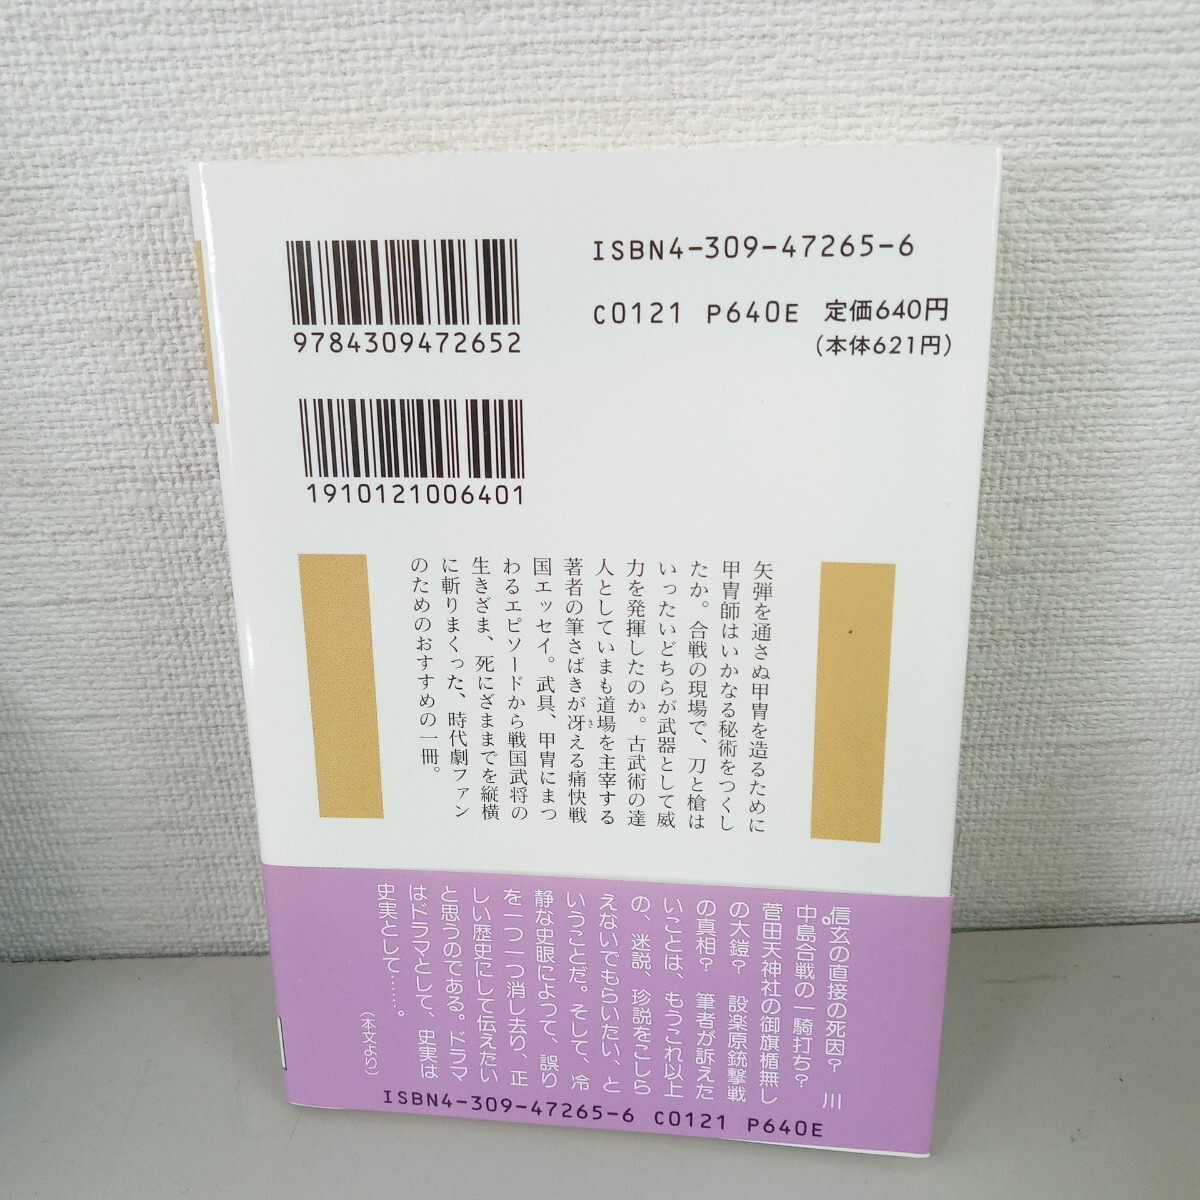 ISBN4-309-47265-6
C0121 P640E 定価640円
(本体621円)
9784309472652
1910121006401
矢弾を通さぬ甲冑を造るために
甲冑師はいかなる秘術をつくし
たか。合戦の現場で、刀と槍は
いったいどちらが武器として威
力を発揮したのか。古武術の達
人としていまも道場を主宰する
著者の筆さばきが冴える痛快戦
き
国エッセイ。武具、甲冑にまつ
わるエピソードから戦国武将の
生きざま、死にざままでを縦横
に斬りまくった、時代劇ファン
のためのおすすめの一冊。
信玄の直接の死因? 川
中島合戦の一騎打ち?
菅田天神社の御旗楯無し
の大鎧? 設楽原銃撃戦
の真相? 筆者が訴えた
いことは、もうこれ以上
の、迷説、珍説をこしら
えないでもらいたい、と
いうことだ。そして、冷
静な史眼によって、誤り
を一つ一つ消し去り、正
しい歴史にして伝えたい
と思うのである。ドラマ
はドラマとして、史実は
史実として……。
(本文より)
ISBN4-309-47265-6 C0121 P640E